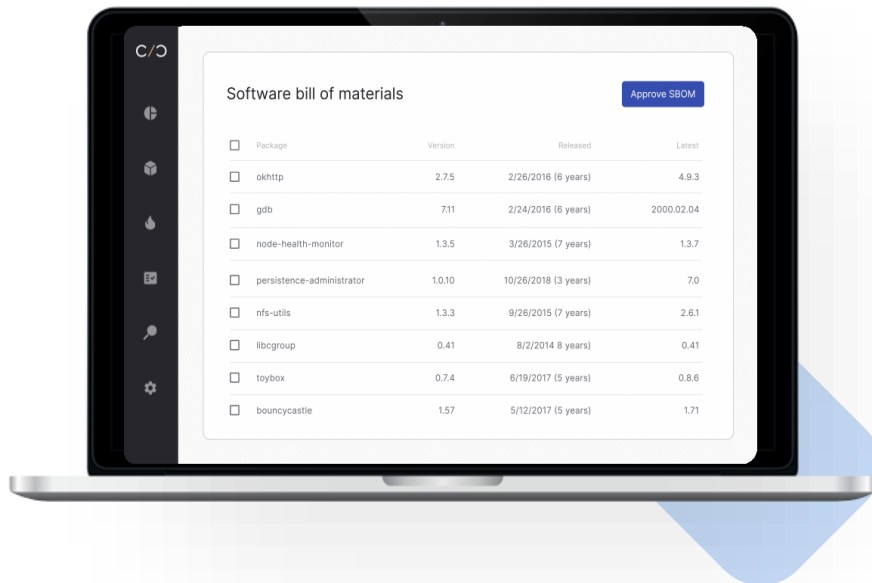 C/C
Software bill of materials
Approve SBOM
Package Version Released Latest
okhttp 2.7.5 2/26/2016 (6 years) 4.9.3
gdb 7.11 2/24/2016 (6 years) 2000.02.04
node-health-monitor 1.3.5 3/26/2015 (7 years) 1.3.7
persistence-administrator 1.0.10 10/26/2018 (3 years) 7.0
nfs-utils 1.3.3 9/26/2015 (7 years) 2.6.1
libcgroup 0.41 8/2/2014 8 years) 0.41
toybox 0.7.4 6/19/2017 (5 years) 0.8.6
bouncycastle 1.57 5/12/2017 (5 years) 1.71